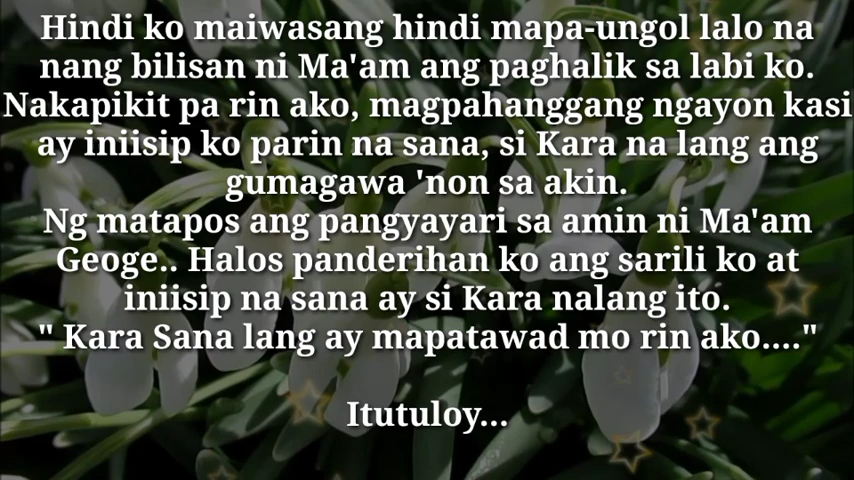 Hindi ko maiwasang hindi mapa-ungol lalo na
nang bilisan ni Ma'am ang paghalik sa labi ko.
Nakapikit pa rin ako, magpahanggang ngayon kasi
ay iniisip ko parin na sana, si Kara na lang ang
gumagawa 'non sa akin.
Ng matapos ang pangyayari sa amin ni Ma'am
Geoge.. Halos panderihan ko ang sarili ko at
iniisip na sana ay si Kara nalang ito.
" Kara Sana lang ay mapatawad mo rin ako...."
Itutuloy...